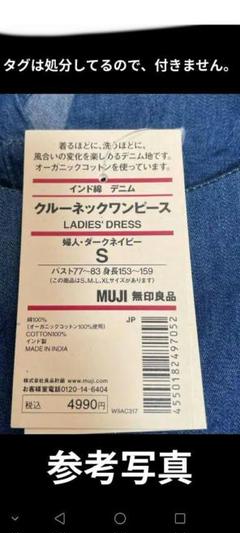 タグは処分してるので、付きません。
着るほどに、洗うほどに、
風合いの変化を楽しめるデニム地です。
オーガニックコットンを使っています。
インド綿 デニム
クルーネックワンピース
LADIES' DRESS
婦人・ダークネイビー
S
バスト77〜83 身長153〜159
(この商品はS,M,L,XLサイズがあります)
MUJI 無印良品
綿100%
(オーガニックコットン100%使用)
COTTON100%
インド製
MADE IN INDIA
JP
4550182497052
株式会社良品計画 www.muji.com
お客様室電話0120-14-6404
税込 4990円
W9AC317
参考写真